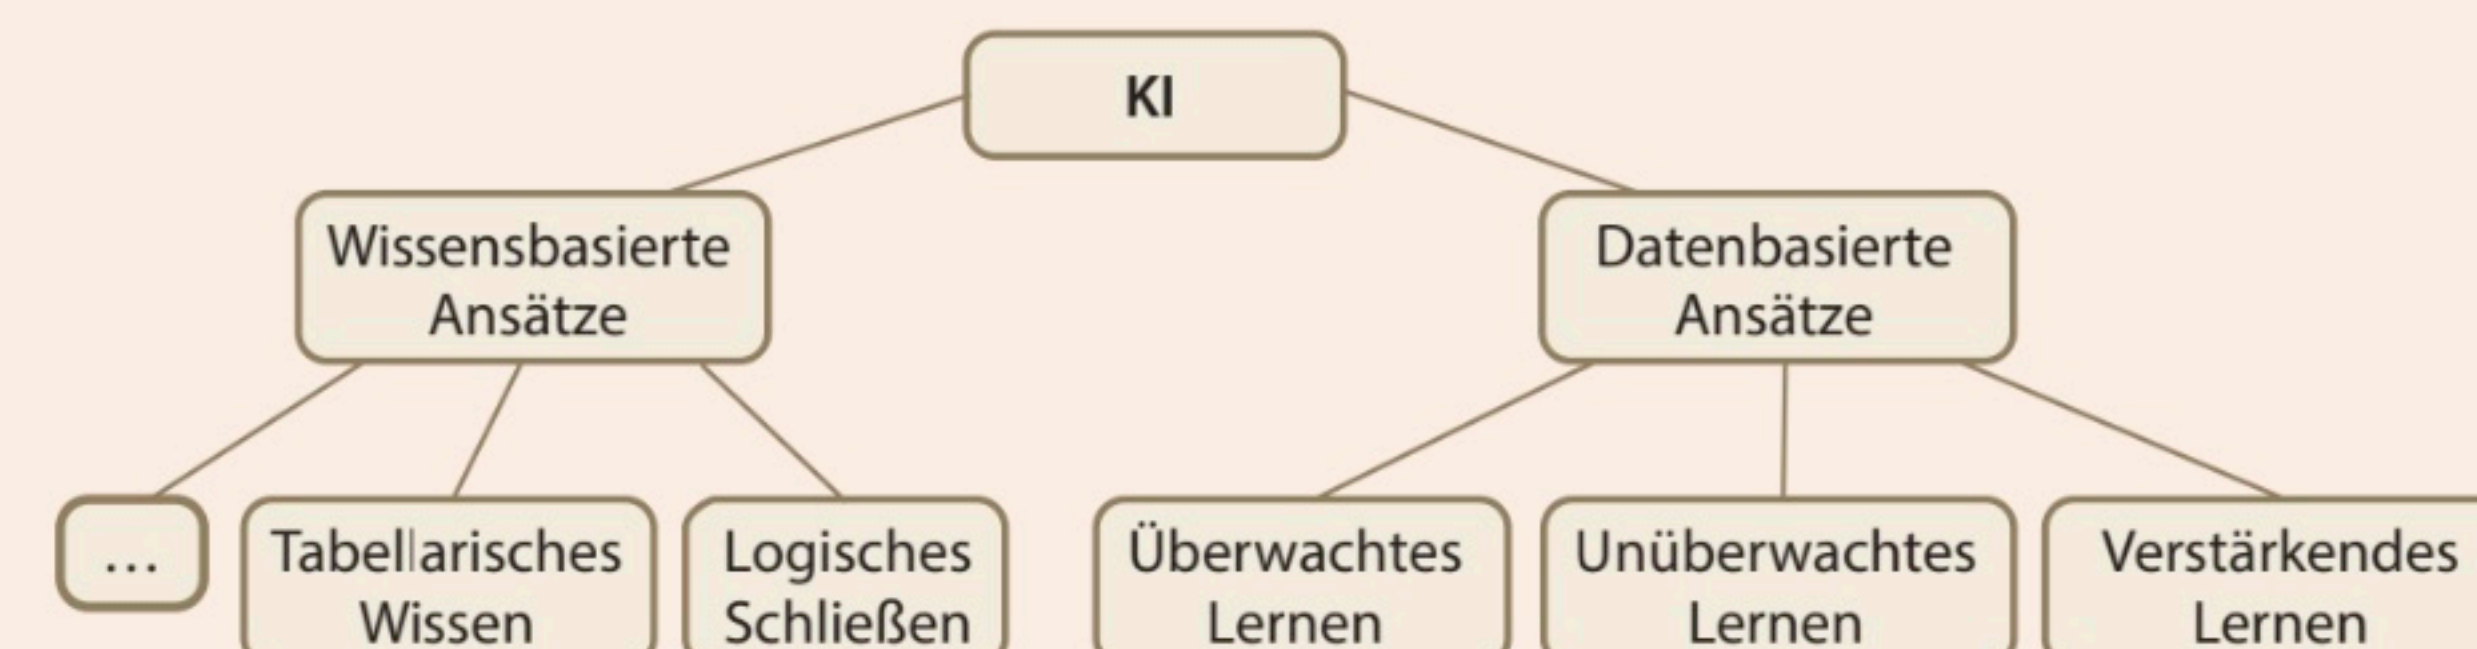 KI
Wissensbasierte
Ansätze
Datenbasierte
Ansätze
...
Tabellarisches
Wissen
Logisches
Schließen
Überwachtes
Lernen
Unüberwachtes
Lernen
Verstärkendes
Lernen